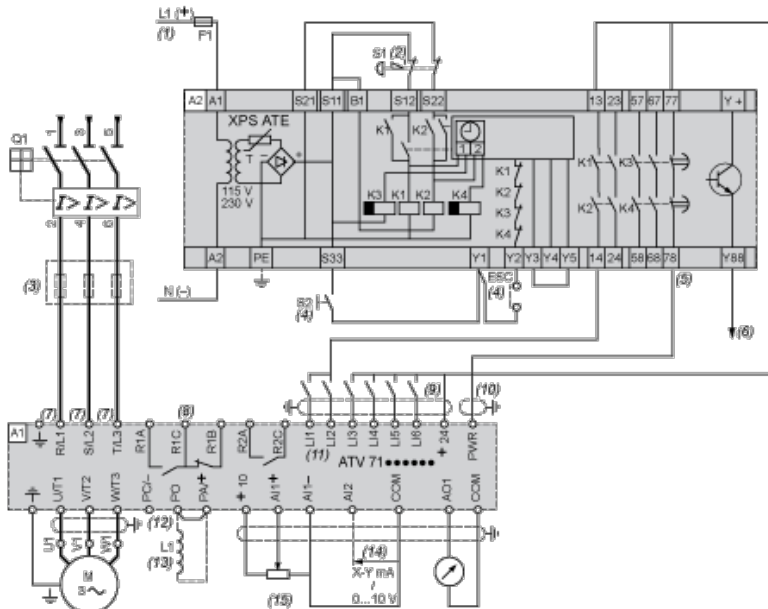 L1 (+)
(1) F1
S1 (2)
A2 A1 S21 S11 B1 S12 S22 13 23 57 67 77 Y +
XPS ATE
K1 K2
1 2
T
+
115 V
230 V
K3 K1 K2 K4
K1
K2
K3
K4
K1 K3
K2 K4
Q1
1 3 5
I> I> I>
2 4 6
A2 PE S33 Y1 Y2 Y3 Y4 Y5 14 24 58 68 78 Y88
(3)
N (–)
S2
(4)
ESC
(4)
(5)
(6)
(7) (7) (7) (8) (9) (10)
A1
R/L1 S/L2 T/L3 R1A R1C R1B R2A R2C LI1 LI2 LI3 LI4 LI5 LI6 + 24 PWR
(11)
ATV 71
U/T1 V/T2 W/T3 PC/– PO PA/+ + 10 AI1+ AI1– AI2 COM AO1 COM
(12)
U1 V1 W1
L1
(13)
(14)
M
3
(15)
X-Y mA
/
0...10 V